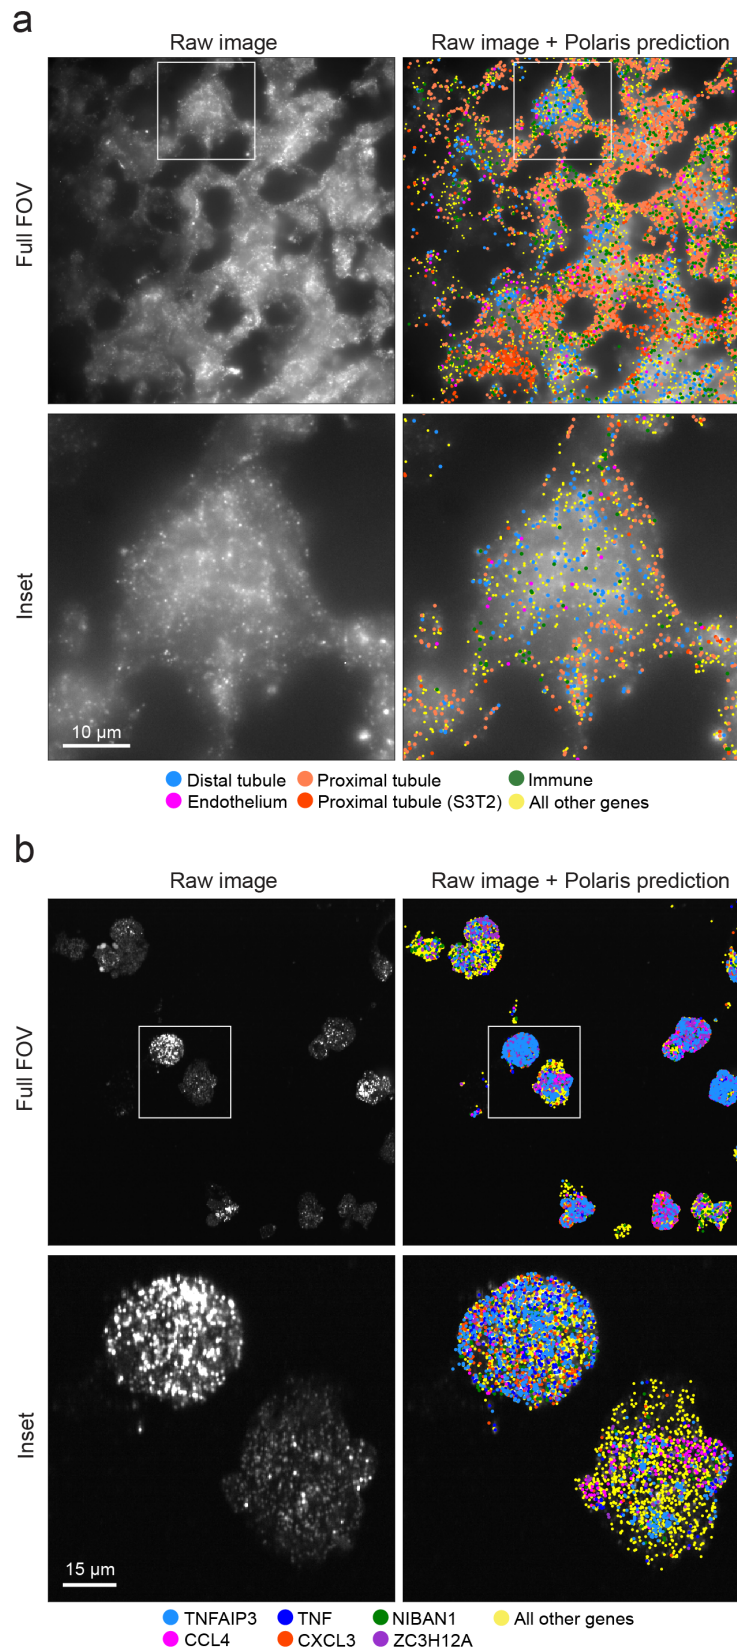 a
Raw image
Raw image + Polaris prediction
Full FOV
Inset
10 µm
Distal tubule
Proximal tubule
Immune
Endothelium
Proximal tubule (S3T2)
All other genes
b
Raw image
Raw image + Polaris prediction
Full FOV
Inset
15 µm
TNFAIP3
TNF
NIBAN1
All other genes
CCL4
CXCL3
ZC3H12A